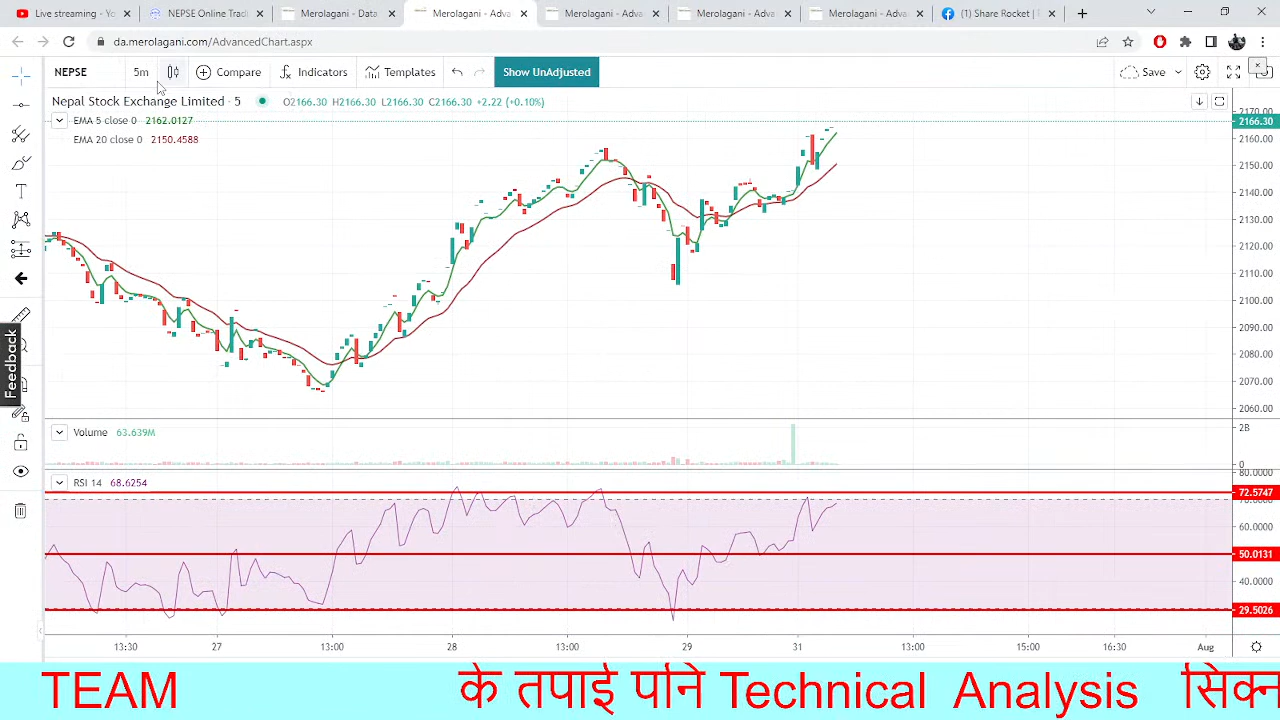 Live streaming - Yo
NEPSE Online Tradi
Merolagani - Data
Merolagani - Adva
Merolagani - Adva
Merolagani - Adva
Merolagani - Adva
(1) Share Rocket |
da.merolagani.com/AdvancedChart.aspx
NEPSE 5m Compare Indicators Templates Show UnAdjusted Save
Nepal Stock Exchange Limited · 5 O2166.30 H2166.30 L2166.30 C2166.30 +2.22 (+0.10%)
EMA 5 close 0 2162.0127
EMA 20 close 0 2150.4588
2170.00
2166.30
2160.00
2150.00
2140.00
2130.00
2120.00
2110.00
2100.00
2090.00
2080.00
2070.00
2060.00
Feedback
Volume 63.639M
2B
0
RSI 14 68.6254
80.0000
72.5747
60.0000
50.0131
40.0000
29.5026
13:30 27 13:00 28 13:00 29 31 13:00 15:00 16:30 Aug
TEAM के तपाई पनि Technical Analysis सिक्न